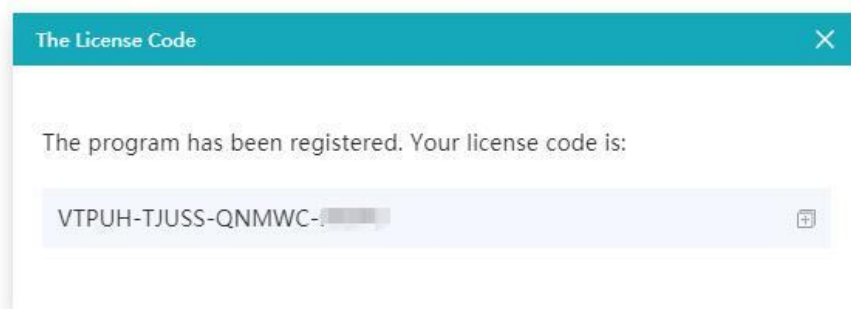 The License Code
The program has been registered. Your license code is:
VTPUH-TJUSS-QNMWC-